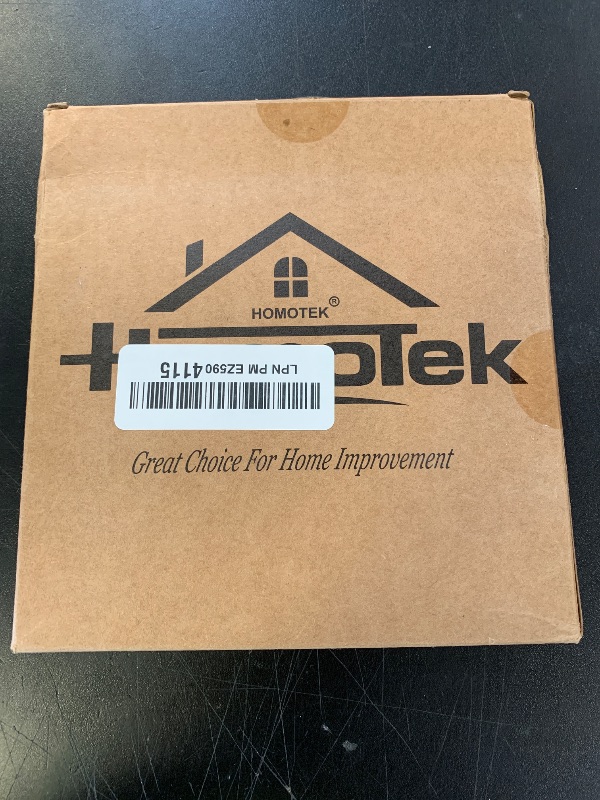 HOMOTEK®
LPN PM EZ590 4115
Great Choice For Home Improvement